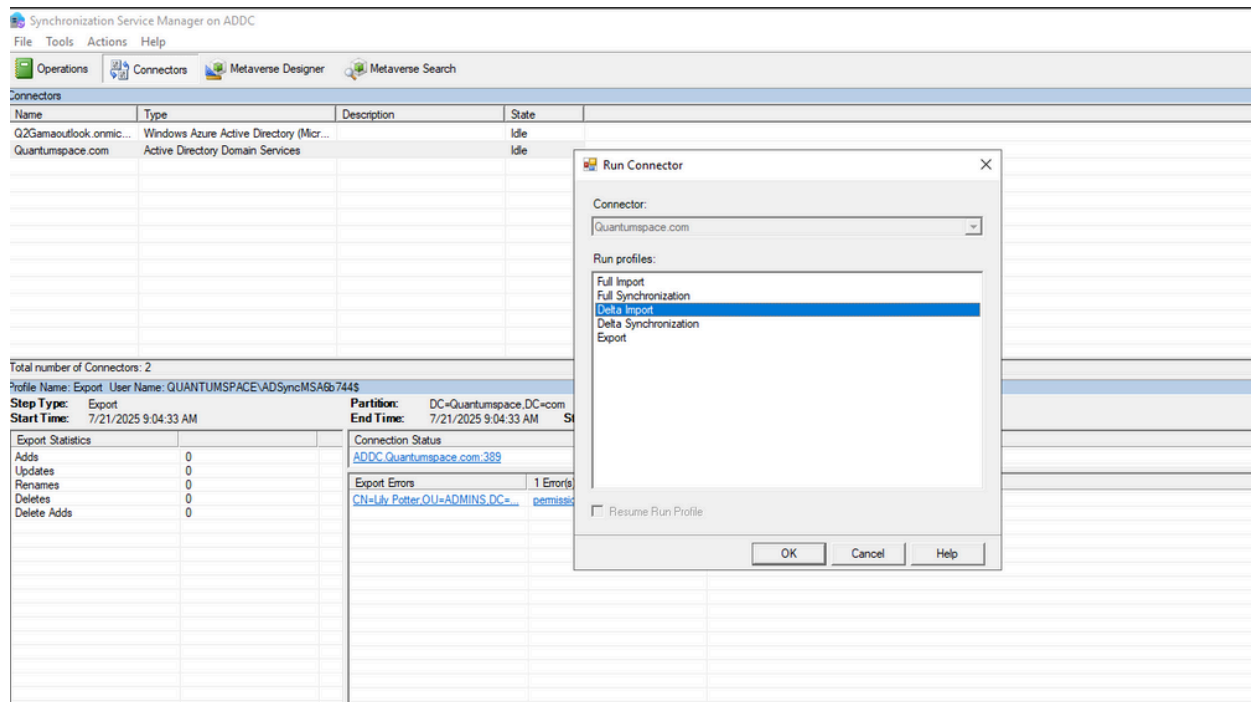 Synchronization Service Manager on ADDC
File Tools Actions Help
Operations Connectors Metaverse Designer Metaverse Search
Connectors
Name Type Description State
Q2Gamaoutlook.onmic... Windows Azure Active Directory (Micr... Idle
Quantumspace.com Active Directory Domain Services Idle
Run Connector
Connector:
Quantumspace.com
Run profiles:
Full Import
Full Synchronization
Delta Import
Delta Synchronization
Export
Resume Run Profile
OK Cancel Help
Total number of Connectors: 2
Profile Name: Export User Name: QUANTUMSPACE\ADSyncMSA6b744$
Step Type: Export Partition: DC=Quantumspace,DC=com
Start Time: 7/21/2025 9:04:33 AM End Time: 7/21/2025 9:04:33 AM
Export Statistics Connection Status
Adds 0 ADDC.Quantumspace.com:389
Updates 0
Renames 0 Export Errors 1 Error(s
Deletes 0 CN=Lily Potter,OU=ADMINS,DC=...
Delete Adds 0